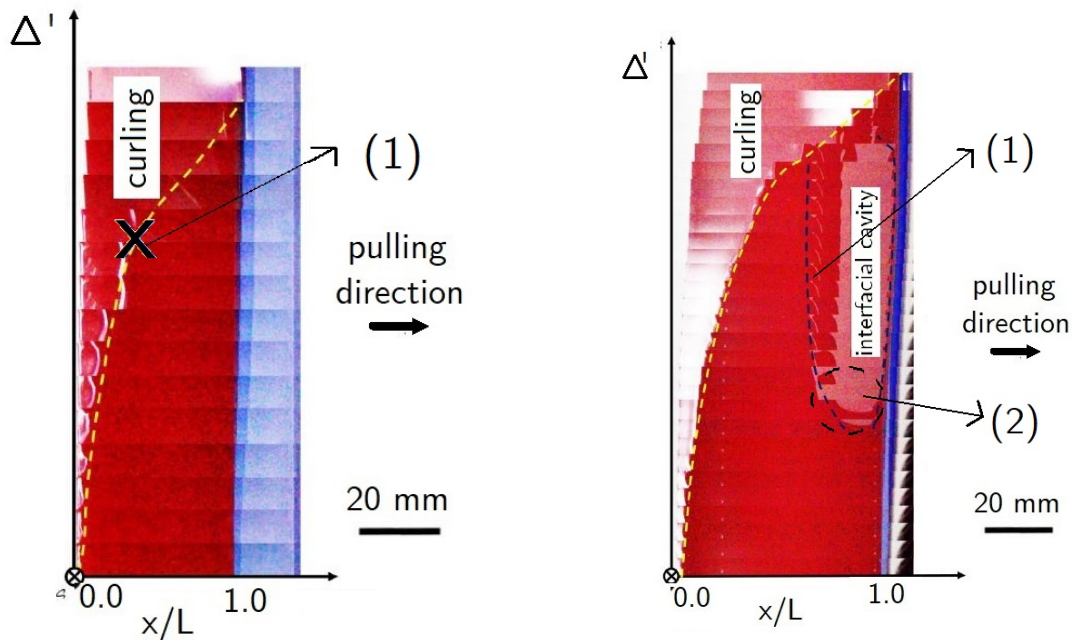 Δ'
curling
(1)
pulling
direction
20 mm
0.0
1.0
x/L
Δ'
curling
(1)
interfacial cavity
pulling
direction
(2)
20 mm
0.0
1.0
x/L